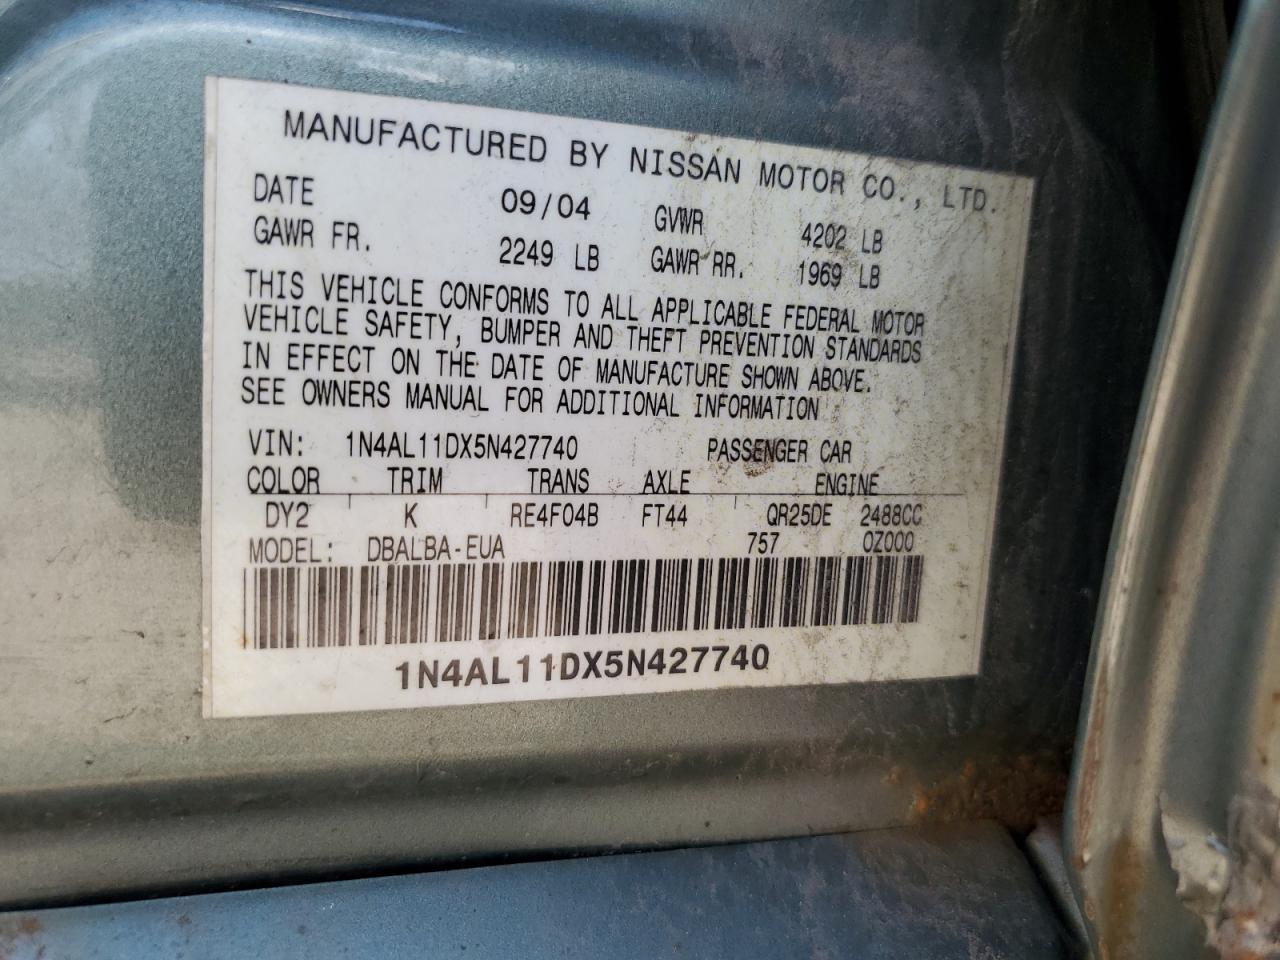 MANUFACTURED BY NISSAN MOTOR CO., LTD.
DATE 09/04 GVWR 4202 LB
GAWR FR. 2249 LB GAWR RR. 1969 LB
THIS VEHICLE CONFORMS TO ALL APPLICABLE FEDERAL MOTOR
VEHICLE SAFETY, BUMPER AND THEFT PREVENTION STANDARDS
IN EFFECT ON THE DATE OF MANUFACTURE SHOWN ABOVE.
SEE OWNERS MANUAL FOR ADDITIONAL INFORMATION
VIN: 1N4AL11DX5N427740 PASSENGER CAR
COLOR TRIM TRANS AXLE ENGINE
DY2 K RE4F04B FT44 QR25DE 2488CC
MODEL: DBALBA-EUA 757 0Z000
1N4AL11DX5N427740